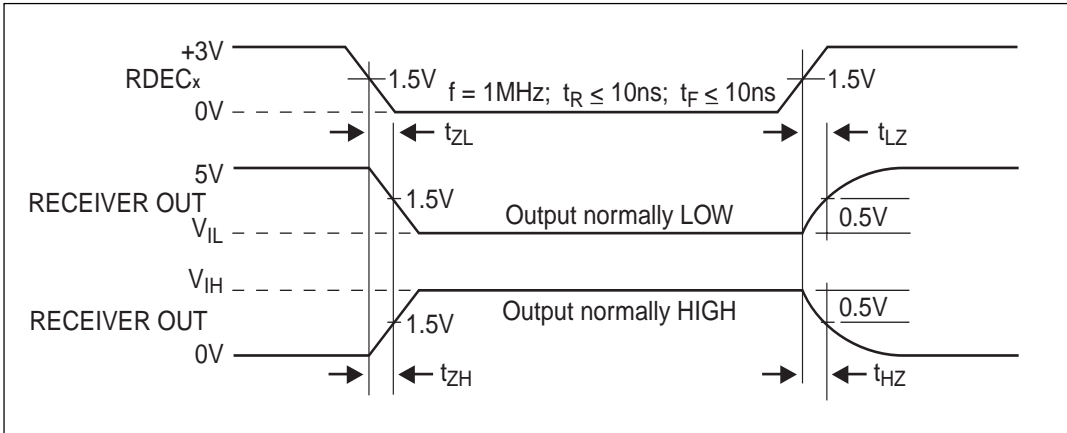 +3V
RDECx
1.5V
1.5V
f = 1MHz; tR ≤ 10ns; tF ≤ 10ns
0V
tZL
tLZ
5V
RECEIVER OUT
1.5V
Output normally LOW
0.5V
VIL
VIH
RECEIVER OUT
1.5V
Output normally HIGH
0.5V
0V
tZH
tHZ